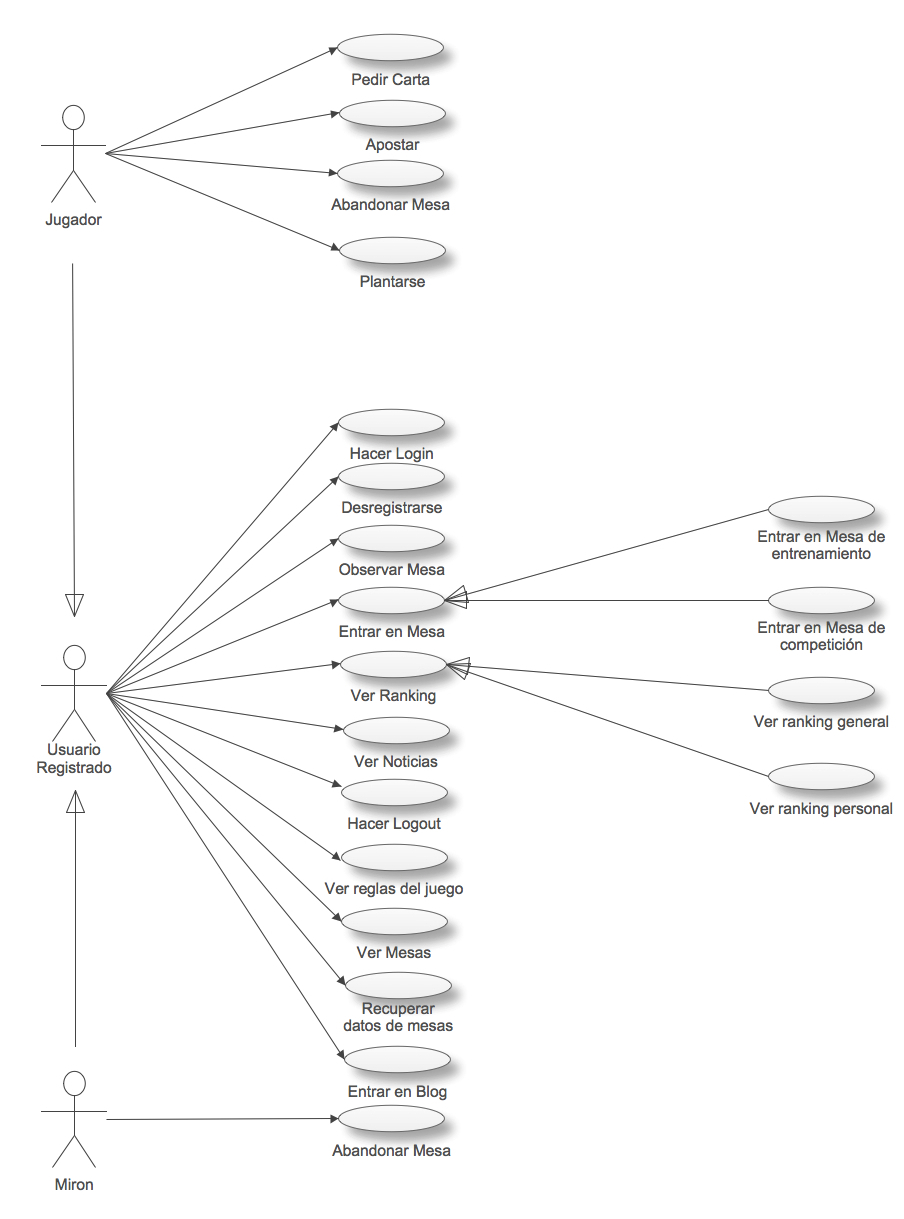 Pedir Carta
Apostar
Abandonar Mesa
Jugador
Plantarse
Hacer Login
Desregistrarse
Observar Mesa
Entrar en Mesa
Ver Ranking
Usuario
Registrado
Ver Noticias
Hacer Logout
Ver reglas del juego
Ver Mesas
Recuperar
datos de mesas
Entrar en Blog
Abandonar Mesa
Miron
Entrar en Mesa de
entrenamiento
Entrar en Mesa de
competición
Ver ranking general
Ver ranking personal